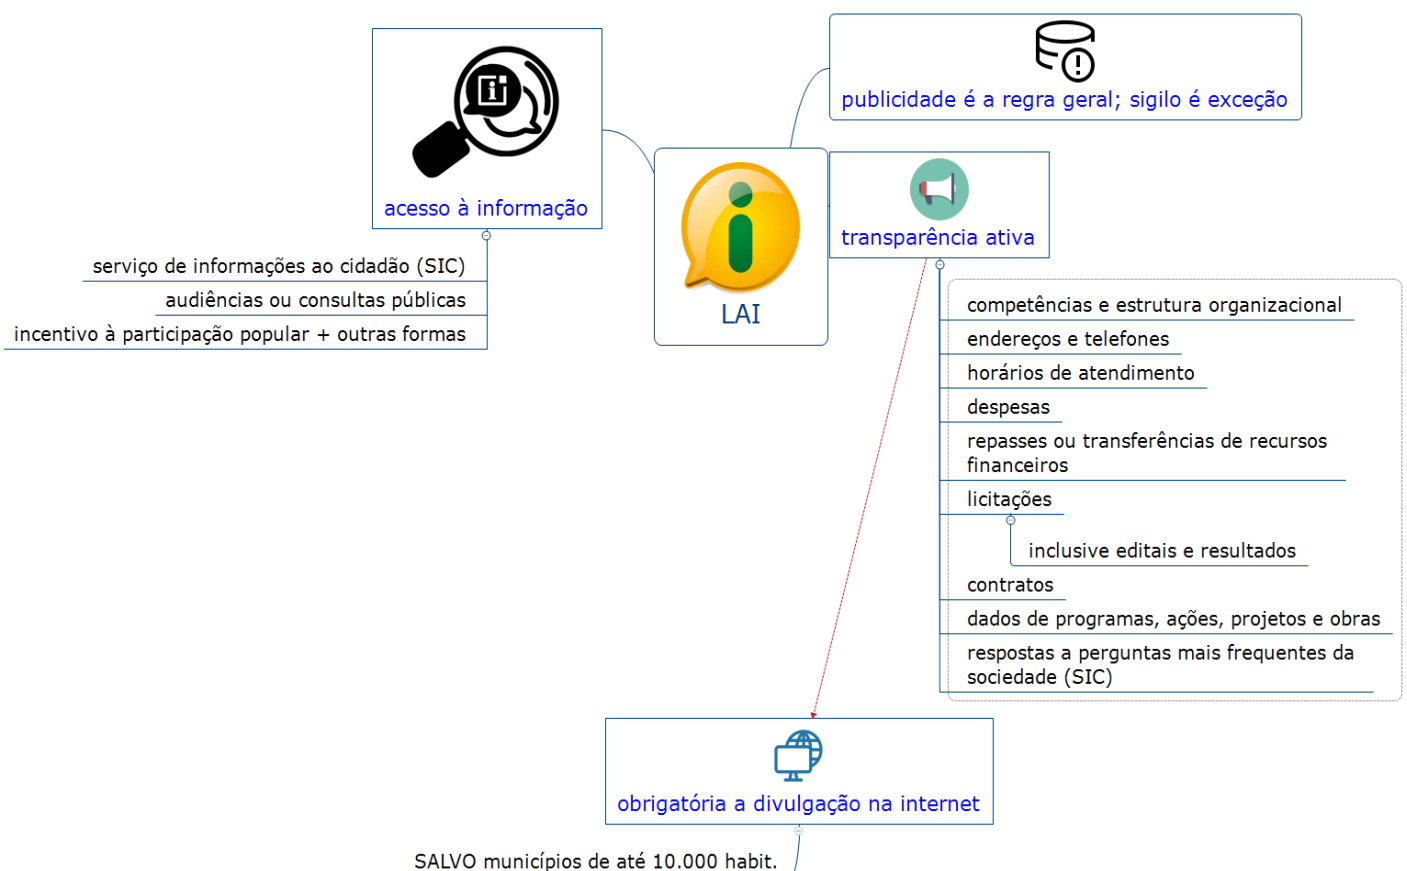 publicidade é a regra geral; sigilo é exceção
acesso à informação
serviço de informações ao cidadão (SIC)
audiências ou consultas públicas
incentivo à participação popular + outras formas
LAI
transparência ativa
competências e estrutura organizacional
endereços e telefones
horários de atendimento
despesas
repasses ou transferências de recursos
financeiros
licitações
inclusive editais e resultados
contratos
dados de programas, ações, projetos e obras
respostas a perguntas mais frequentes da
sociedade (SIC)
obrigatória a divulgação na internet
SALVO municípios de até 10.000 habit.